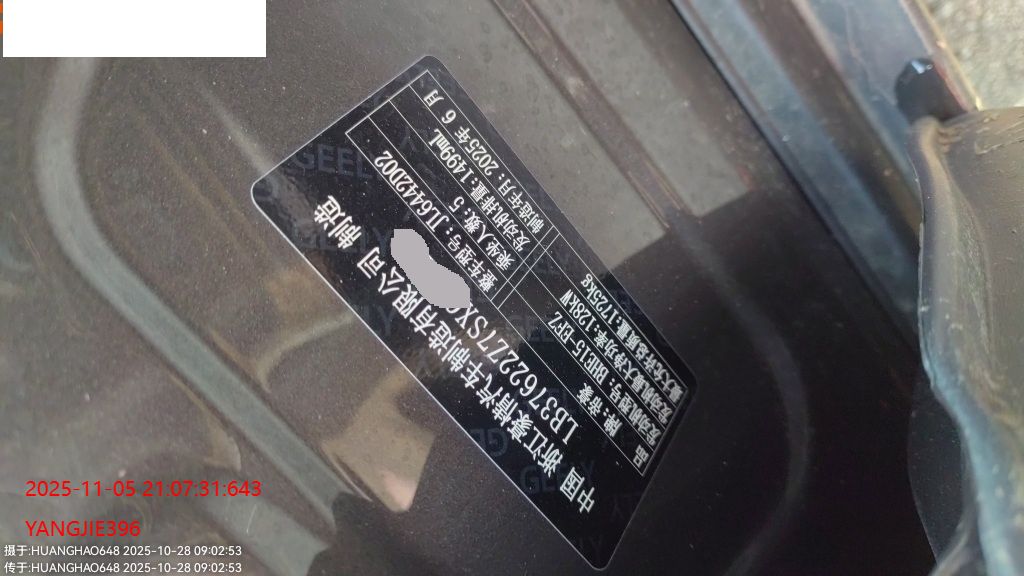 中国 浙江豪情汽车制造有限公司 制造
LB37622Z7SX
品 牌：帝豪
整车型号：JL6442D02
发动机型号：BHE15-EFZ
乘坐人数：5
发动机最大净功率：128kW
发动机排量：1499mL
最大允许总质量：1725kg
制造年月：2025年 6 月
GEELY
2025-11-05 21:07:31:643
YANGJIE396
摄于:HUANGHAO648 2025-10-28 09:02:53
传于:HUANGHAO648 2025-10-28 09:02:53